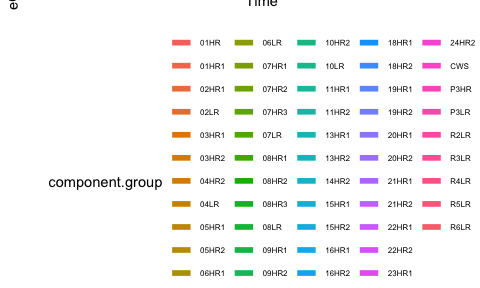 Time
01HR 06LR 10HR2 18HR1 24HR2
01HR1 07HR1 10LR 18HR2 CWS
02HR1 07HR2 11HR1 19HR1 P3HR
02LR 07HR3 11HR2 19HR2 P3LR
03HR1 07LR 13HR1 20HR1 R2LR
03HR2 08HR1 13HR2 20HR2 R3LR
component.group 04HR2 08HR2 14HR2 21HR1 R4LR
04LR 08HR3 15HR1 21HR2 R5LR
05HR1 08LR 15HR2 22HR1 R6LR
05HR2 09HR1 16HR1 22HR2
06HR1 09HR2 16HR2 23HR1